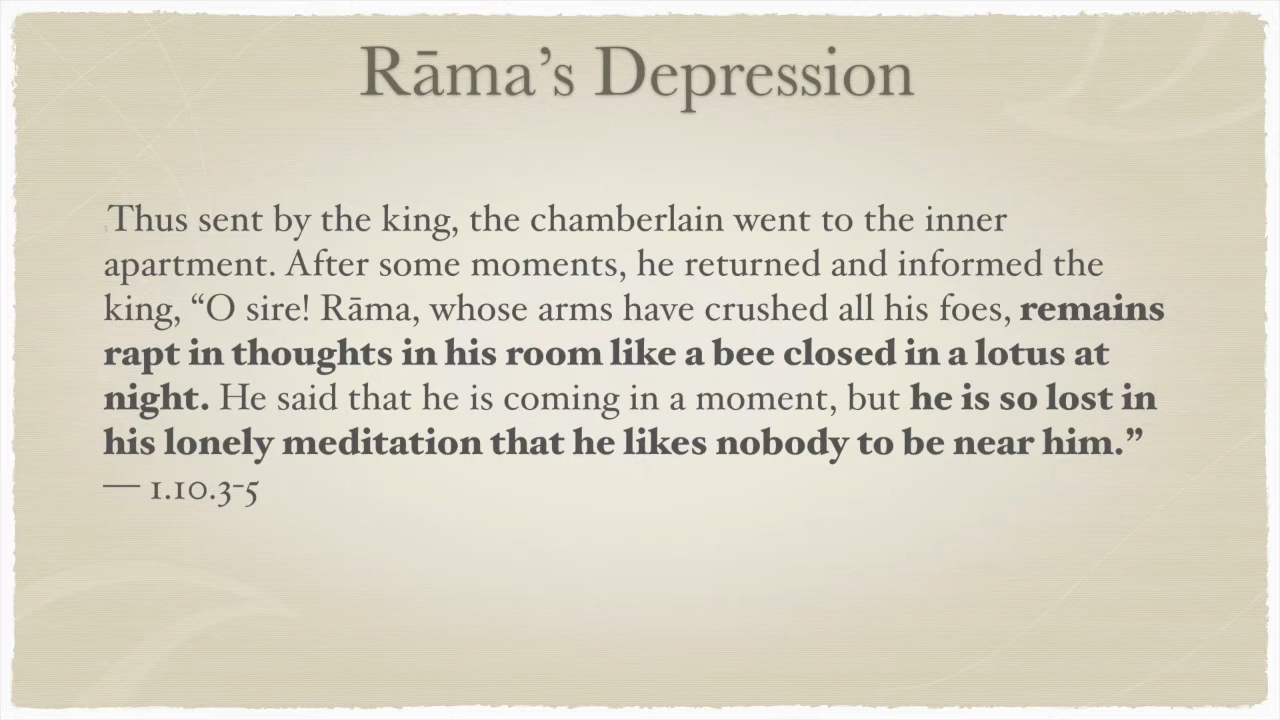 Rāma’s Depression
Thus sent by the king, the chamberlain went to the inner
apartment. After some moments, he returned and informed the
king, “O sire! Rāma, whose arms have crushed all his foes, remains
rapt in thoughts in his room like a bee closed in a lotus at
night. He said that he is coming in a moment, but he is so lost in
his lonely meditation that he likes nobody to be near him.”
— 1.10.3-5